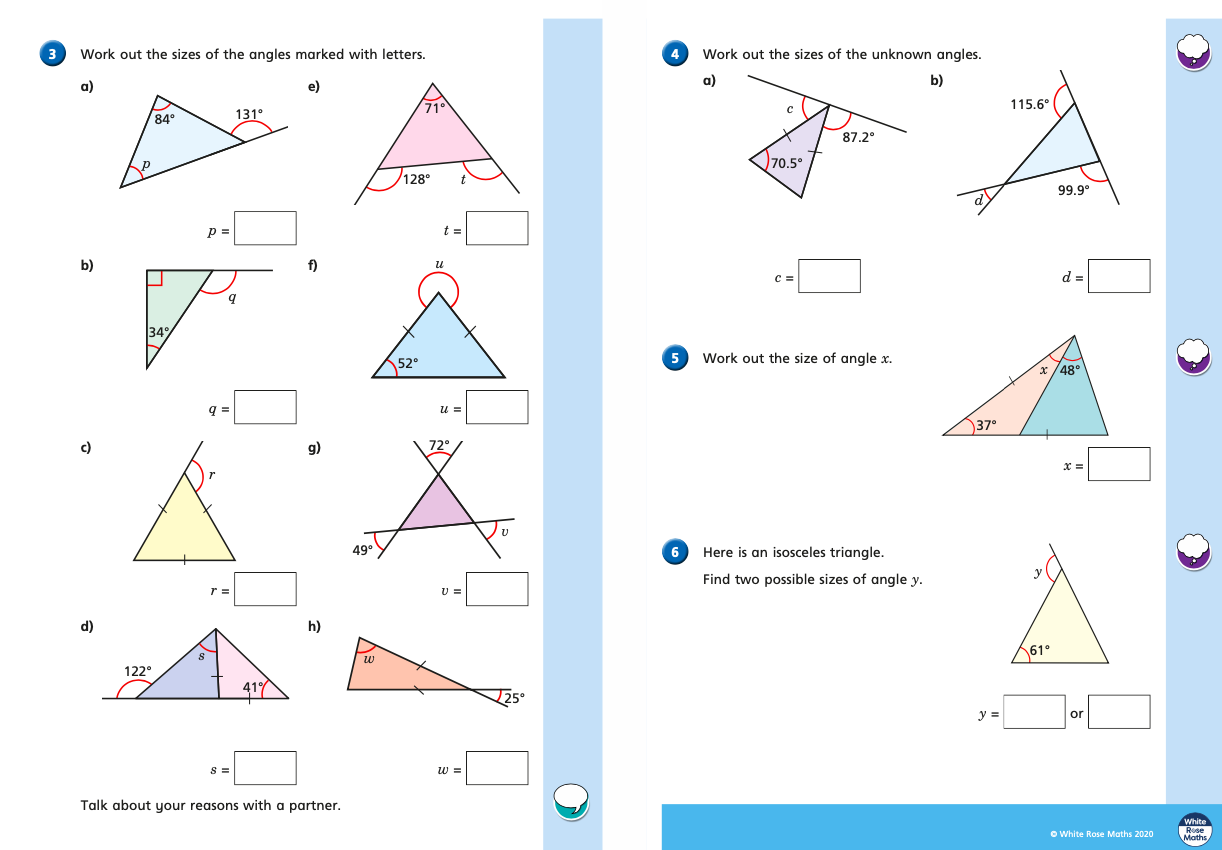 3 Work out the sizes of the angles marked with letters.
a)
84°
131°
p
p =
b)
34°
q
q =
c)
r
r =
d)
122°
s
41°
s =
e)
71°
128°
t
t =
f)
u
52°
u =
g)
72°
49°
v
v =
h)
w
25°
w =
Talk about your reasons with a partner.
4 Work out the sizes of the unknown angles.
a)
c
87.2°
70.5°
c =
b)
115.6°
99.9°
d
d =
5 Work out the size of angle x.
x
48°
37°
x =
6 Here is an isosceles triangle.
Find two possible sizes of angle y.
y
61°
y = or
© White Rose Maths 2020
White
Rose
Maths